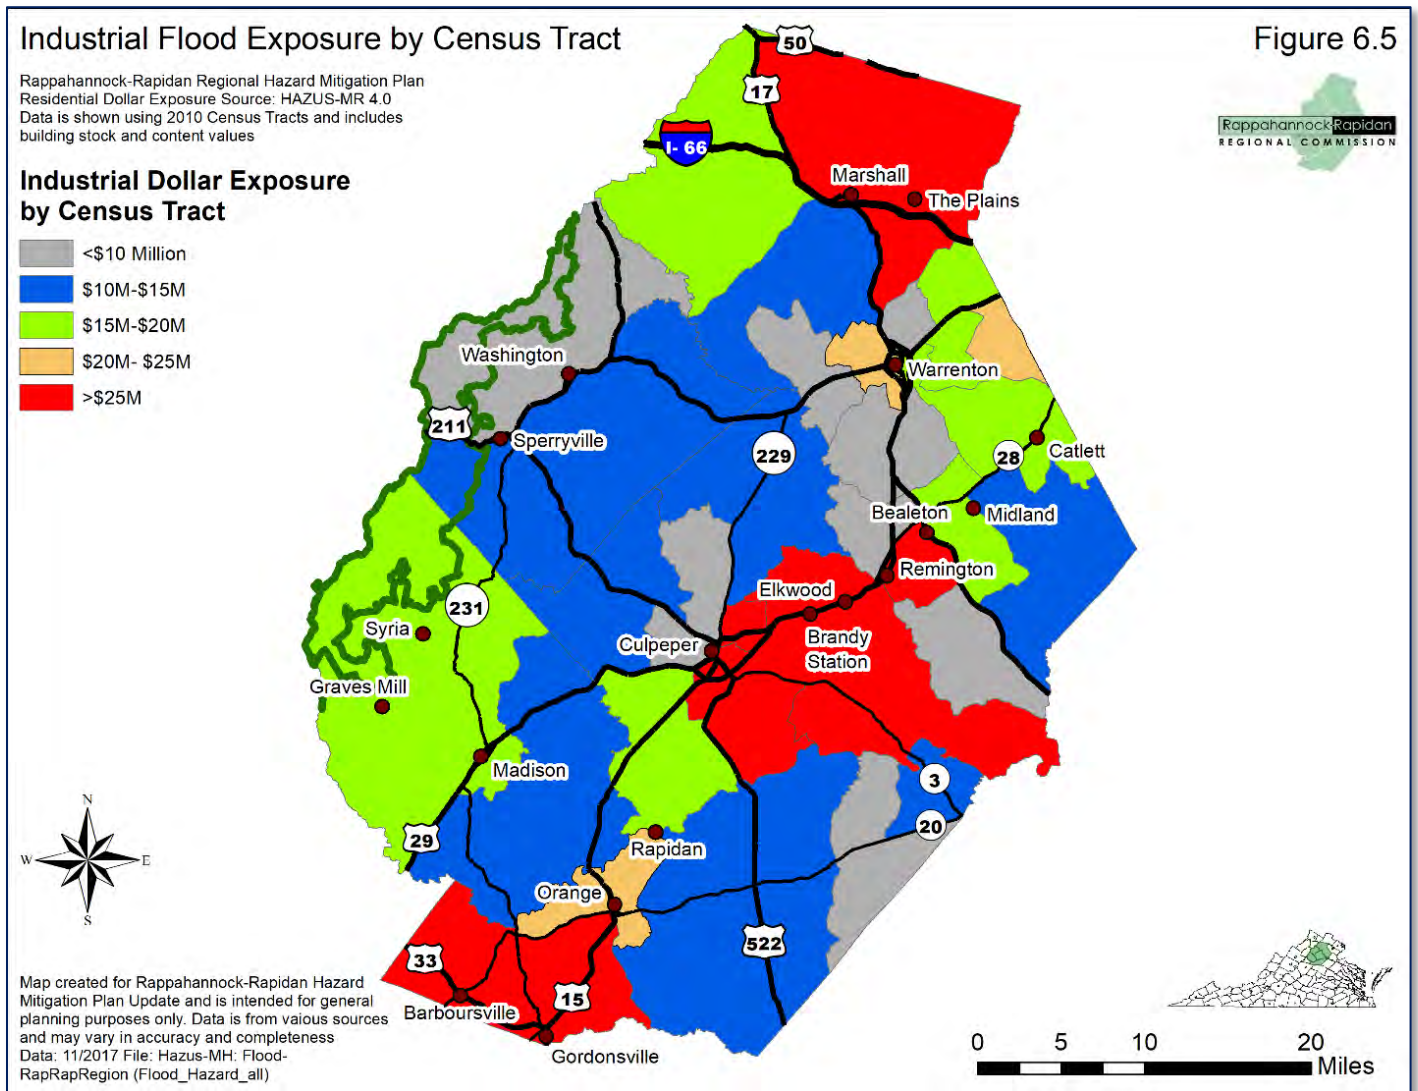 Industrial Flood Exposure by Census Tract
Figure 6.5
Rappahannock-Rapidan Regional Hazard Mitigation Plan
Residential Dollar Exposure Source: HAZUS-MR 4.0
Data is shown using 2010 Census Tracts and includes
building stock and content values
Rappahannock-Rapidan
REGIONAL COMMISSION
Industrial Dollar Exposure
by Census Tract
<$10 Million
$10M-$15M
$15M-$20M
$20M- $25M
>$25M
50
17
I- 66
Marshall
The Plains
Washington
Warrenton
211
Sperryville
229
28
Catlett
Bealeton
Midland
Remington
Elkwood
231
Syria
Culpeper
Brandy
Station
Graves Mill
Madison
3
20
29
Rapidan
Orange
522
33
15
Barboursville
Gordonsville
N
W
E
S
Map created for Rappahannock-Rapidan Hazard
Mitigation Plan Update and is intended for general
planning purposes only. Data is from vaious sources
and may vary in accuracy and completeness
Data: 11/2017 File: Hazus-MH: Flood-
RapRapRegion (Flood_Hazard_all)
0 5 10 20
Miles